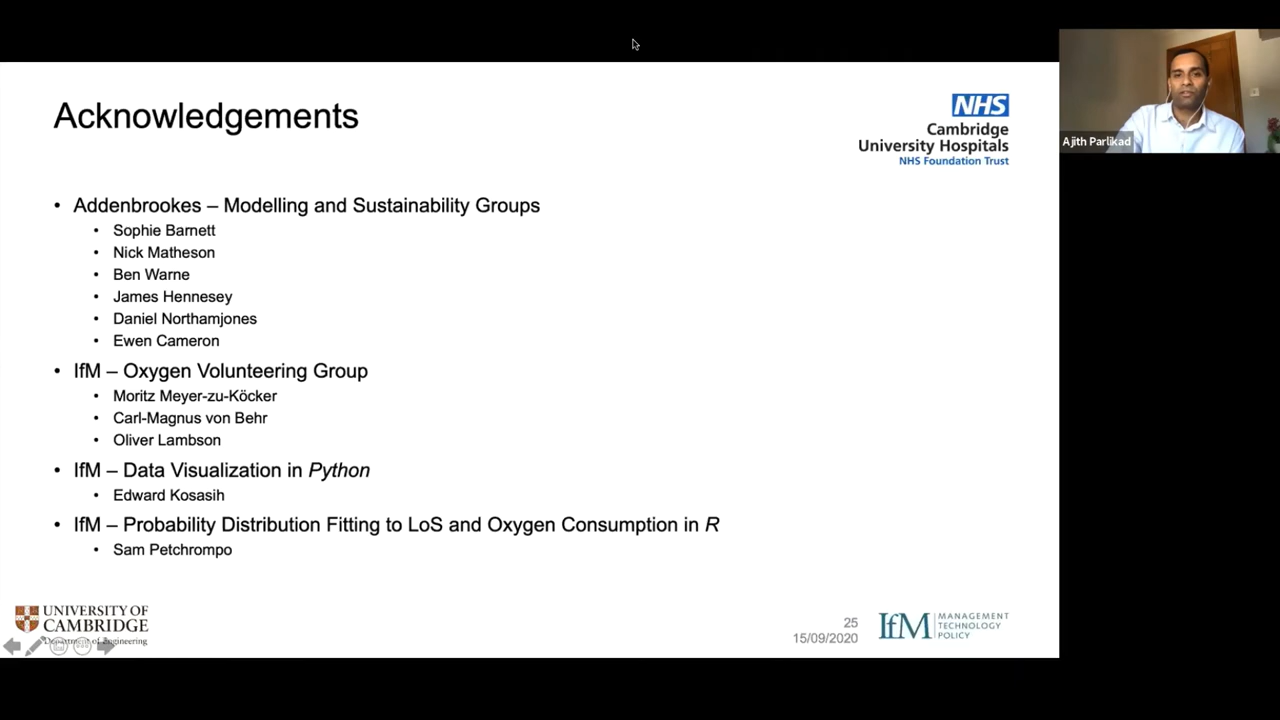 Acknowledgements
NHS
Cambridge
University Hospitals
NHS Foundation Trust
Ajith Parlikad
• Addenbrookes – Modelling and Sustainability Groups
• Sophie Barnett
• Nick Matheson
• Ben Warne
• James Hennesey
• Daniel Northamjones
• Ewen Cameron
• IfM – Oxygen Volunteering Group
• Moritz Meyer-zu-Köcker
• Carl-Magnus von Behr
• Oliver Lambson
• IfM – Data Visualization in Python
• Edward Kosasih
• IfM – Probability Distribution Fitting to LoS and Oxygen Consumption in R
• Sam Petchrompo
UNIVERSITY OF
CAMBRIDGE
Department of Engineering
25
15/09/2020
IfM
MANAGEMENT
TECHNOLOGY
POLICY